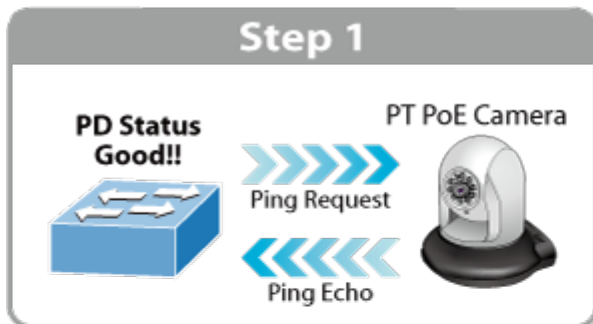 Step 1
PD Status
Good!!
PT PoE Camera
Ping Request
Ping Echo